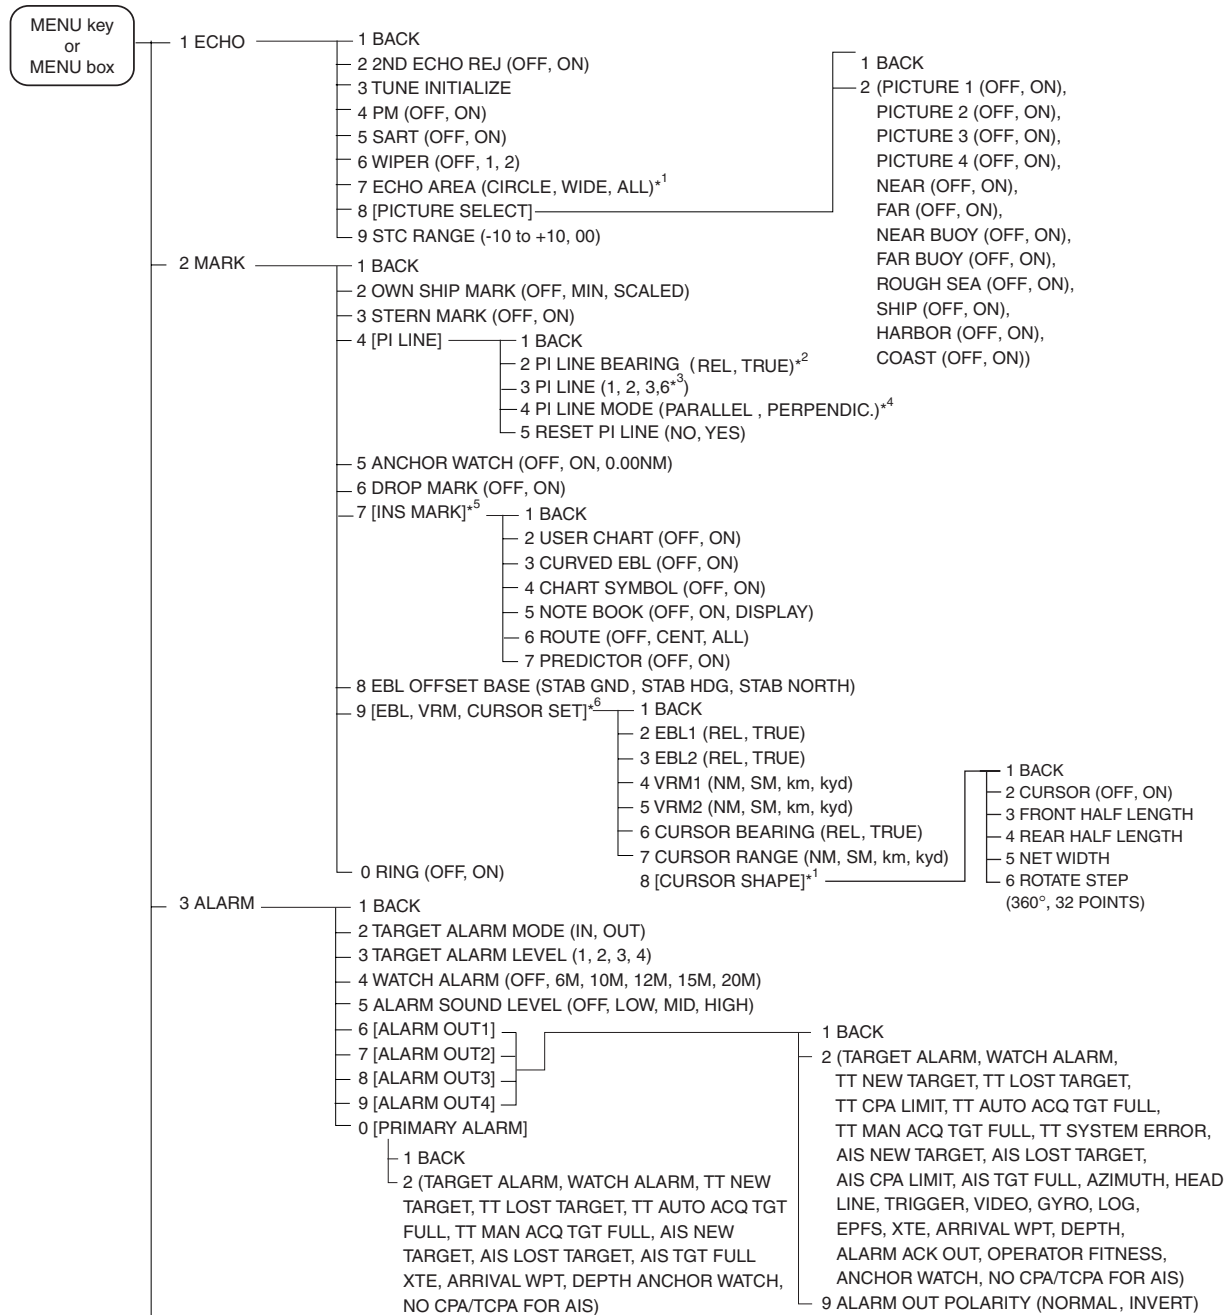 MENU key
or
MENU box
1 ECHO
1 BACK
2 2ND ECHO REJ (OFF, ON)
3 TUNE INITIALIZE
4 PM (OFF, ON)
5 SART (OFF, ON)
6 WIPER (OFF, 1, 2)
7 ECHO AREA (CIRCLE, WIDE, ALL)*1
8 [PICTURE SELECT]
9 STC RANGE (-10 to +10, 00)
1 BACK
2 (PICTURE 1 (OFF, ON),
PICTURE 2 (OFF, ON),
PICTURE 3 (OFF, ON),
PICTURE 4 (OFF, ON),
NEAR (OFF, ON),
FAR (OFF, ON),
NEAR BUOY (OFF, ON),
FAR BUOY (OFF, ON),
ROUGH SEA (OFF, ON),
SHIP (OFF, ON),
HARBOR (OFF, ON),
COAST (OFF, ON))
2 MARK
1 BACK
2 OWN SHIP MARK (OFF, MIN, SCALED)
3 STERN MARK (OFF, ON)
4 [PI LINE]
1 BACK
2 PI LINE BEARING (REL, TRUE)*2
3 PI LINE (1, 2, 3,6*3)
4 PI LINE MODE (PARALLEL , PERPENDIC.)*4
5 RESET PI LINE (NO, YES)
5 ANCHOR WATCH (OFF, ON, 0.00NM)
6 DROP MARK (OFF, ON)
7 [INS MARK]*5
1 BACK
2 USER CHART (OFF, ON)
3 CURVED EBL (OFF, ON)
4 CHART SYMBOL (OFF, ON)
5 NOTE BOOK (OFF, ON, DISPLAY)
6 ROUTE (OFF, CENT, ALL)
7 PREDICTOR (OFF, ON)
8 EBL OFFSET BASE (STAB GND, STAB HDG, STAB NORTH)
9 [EBL, VRM, CURSOR SET]*6
1 BACK
2 EBL1 (REL, TRUE)
3 EBL2 (REL, TRUE)
4 VRM1 (NM, SM, km, kyd)
5 VRM2 (NM, SM, km, kyd)
6 CURSOR BEARING (REL, TRUE)
7 CURSOR RANGE (NM, SM, km, kyd)
8 [CURSOR SHAPE]*1
1 BACK
2 CURSOR (OFF, ON)
3 FRONT HALF LENGTH
4 REAR HALF LENGTH
5 NET WIDTH
6 ROTATE STEP
(360°, 32 POINTS)
0 RING (OFF, ON)
3 ALARM
1 BACK
2 TARGET ALARM MODE (IN, OUT)
3 TARGET ALARM LEVEL (1, 2, 3, 4)
4 WATCH ALARM (OFF, 6M, 10M, 12M, 15M, 20M)
5 ALARM SOUND LEVEL (OFF, LOW, MID, HIGH)
6 [ALARM OUT1]
7 [ALARM OUT2]
8 [ALARM OUT3]
9 [ALARM OUT4]
0 [PRIMARY ALARM]
1 BACK
2 (TARGET ALARM, WATCH ALARM, TT NEW
TARGET, TT LOST TARGET, TT AUTO ACQ TGT
FULL, TT MAN ACQ TGT FULL, AIS NEW
TARGET, AIS LOST TARGET, AIS TGT FULL
XTE, ARRIVAL WPT, DEPTH ANCHOR WATCH,
NO CPA/TCPA FOR AIS)
1 BACK
2 (TARGET ALARM, WATCH ALARM,
TT NEW TARGET, TT LOST TARGET,
TT CPA LIMIT, TT AUTO ACQ TGT FULL,
TT MAN ACQ TGT FULL, TT SYSTEM ERROR,
AIS NEW TARGET, AIS LOST TARGET,
AIS CPA LIMIT, AIS TGT FULL, AZIMUTH, HEAD
LINE, TRIGGER, VIDEO, GYRO, LOG,
EPFS, XTE, ARRIVAL WPT, DEPTH,
ALARM ACK OUT, OPERATOR FITNESS,
ANCHOR WATCH, NO CPA/TCPA FOR AIS)
9 ALARM OUT POLARITY (NORMAL, INVERT)